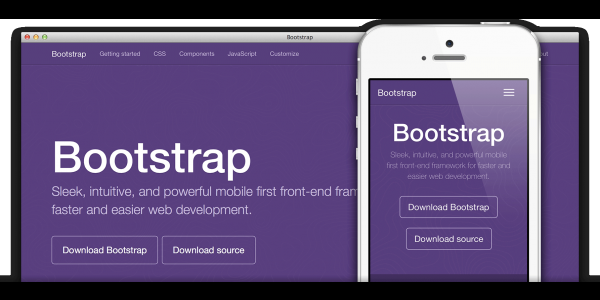 Bootstrap
Bootstrap Getting started CSS Components JavaScript Customize
Bootstrap
Sleek, intuitive, and powerful mobile first front-end
faster and easier web development.
Download Bootstrap Download source
Bootstrap
Bootstrap
Sleek, intuitive, and powerful mobile
first front-end framework for faster and
easier web development.
Download Bootstrap
Download source